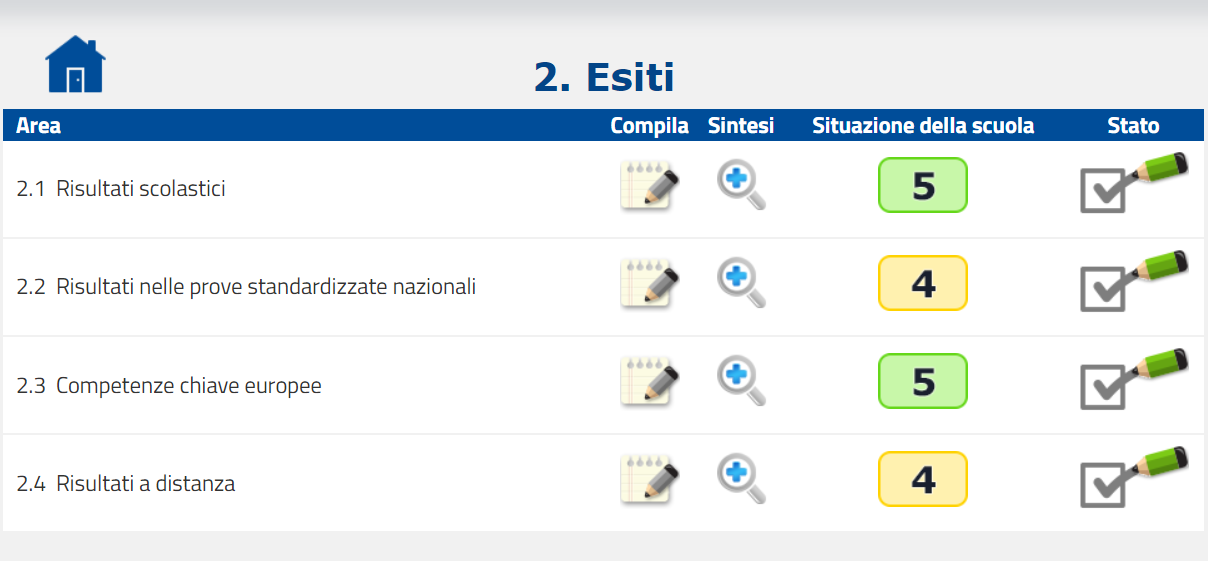 2. Esiti
Area Compila Sintesi Situazione della scuola Stato
2.1 Risultati scolastici 5
2.2 Risultati nelle prove standardizzate nazionali 4
2.3 Competenze chiave europee 5
2.4 Risultati a distanza 4